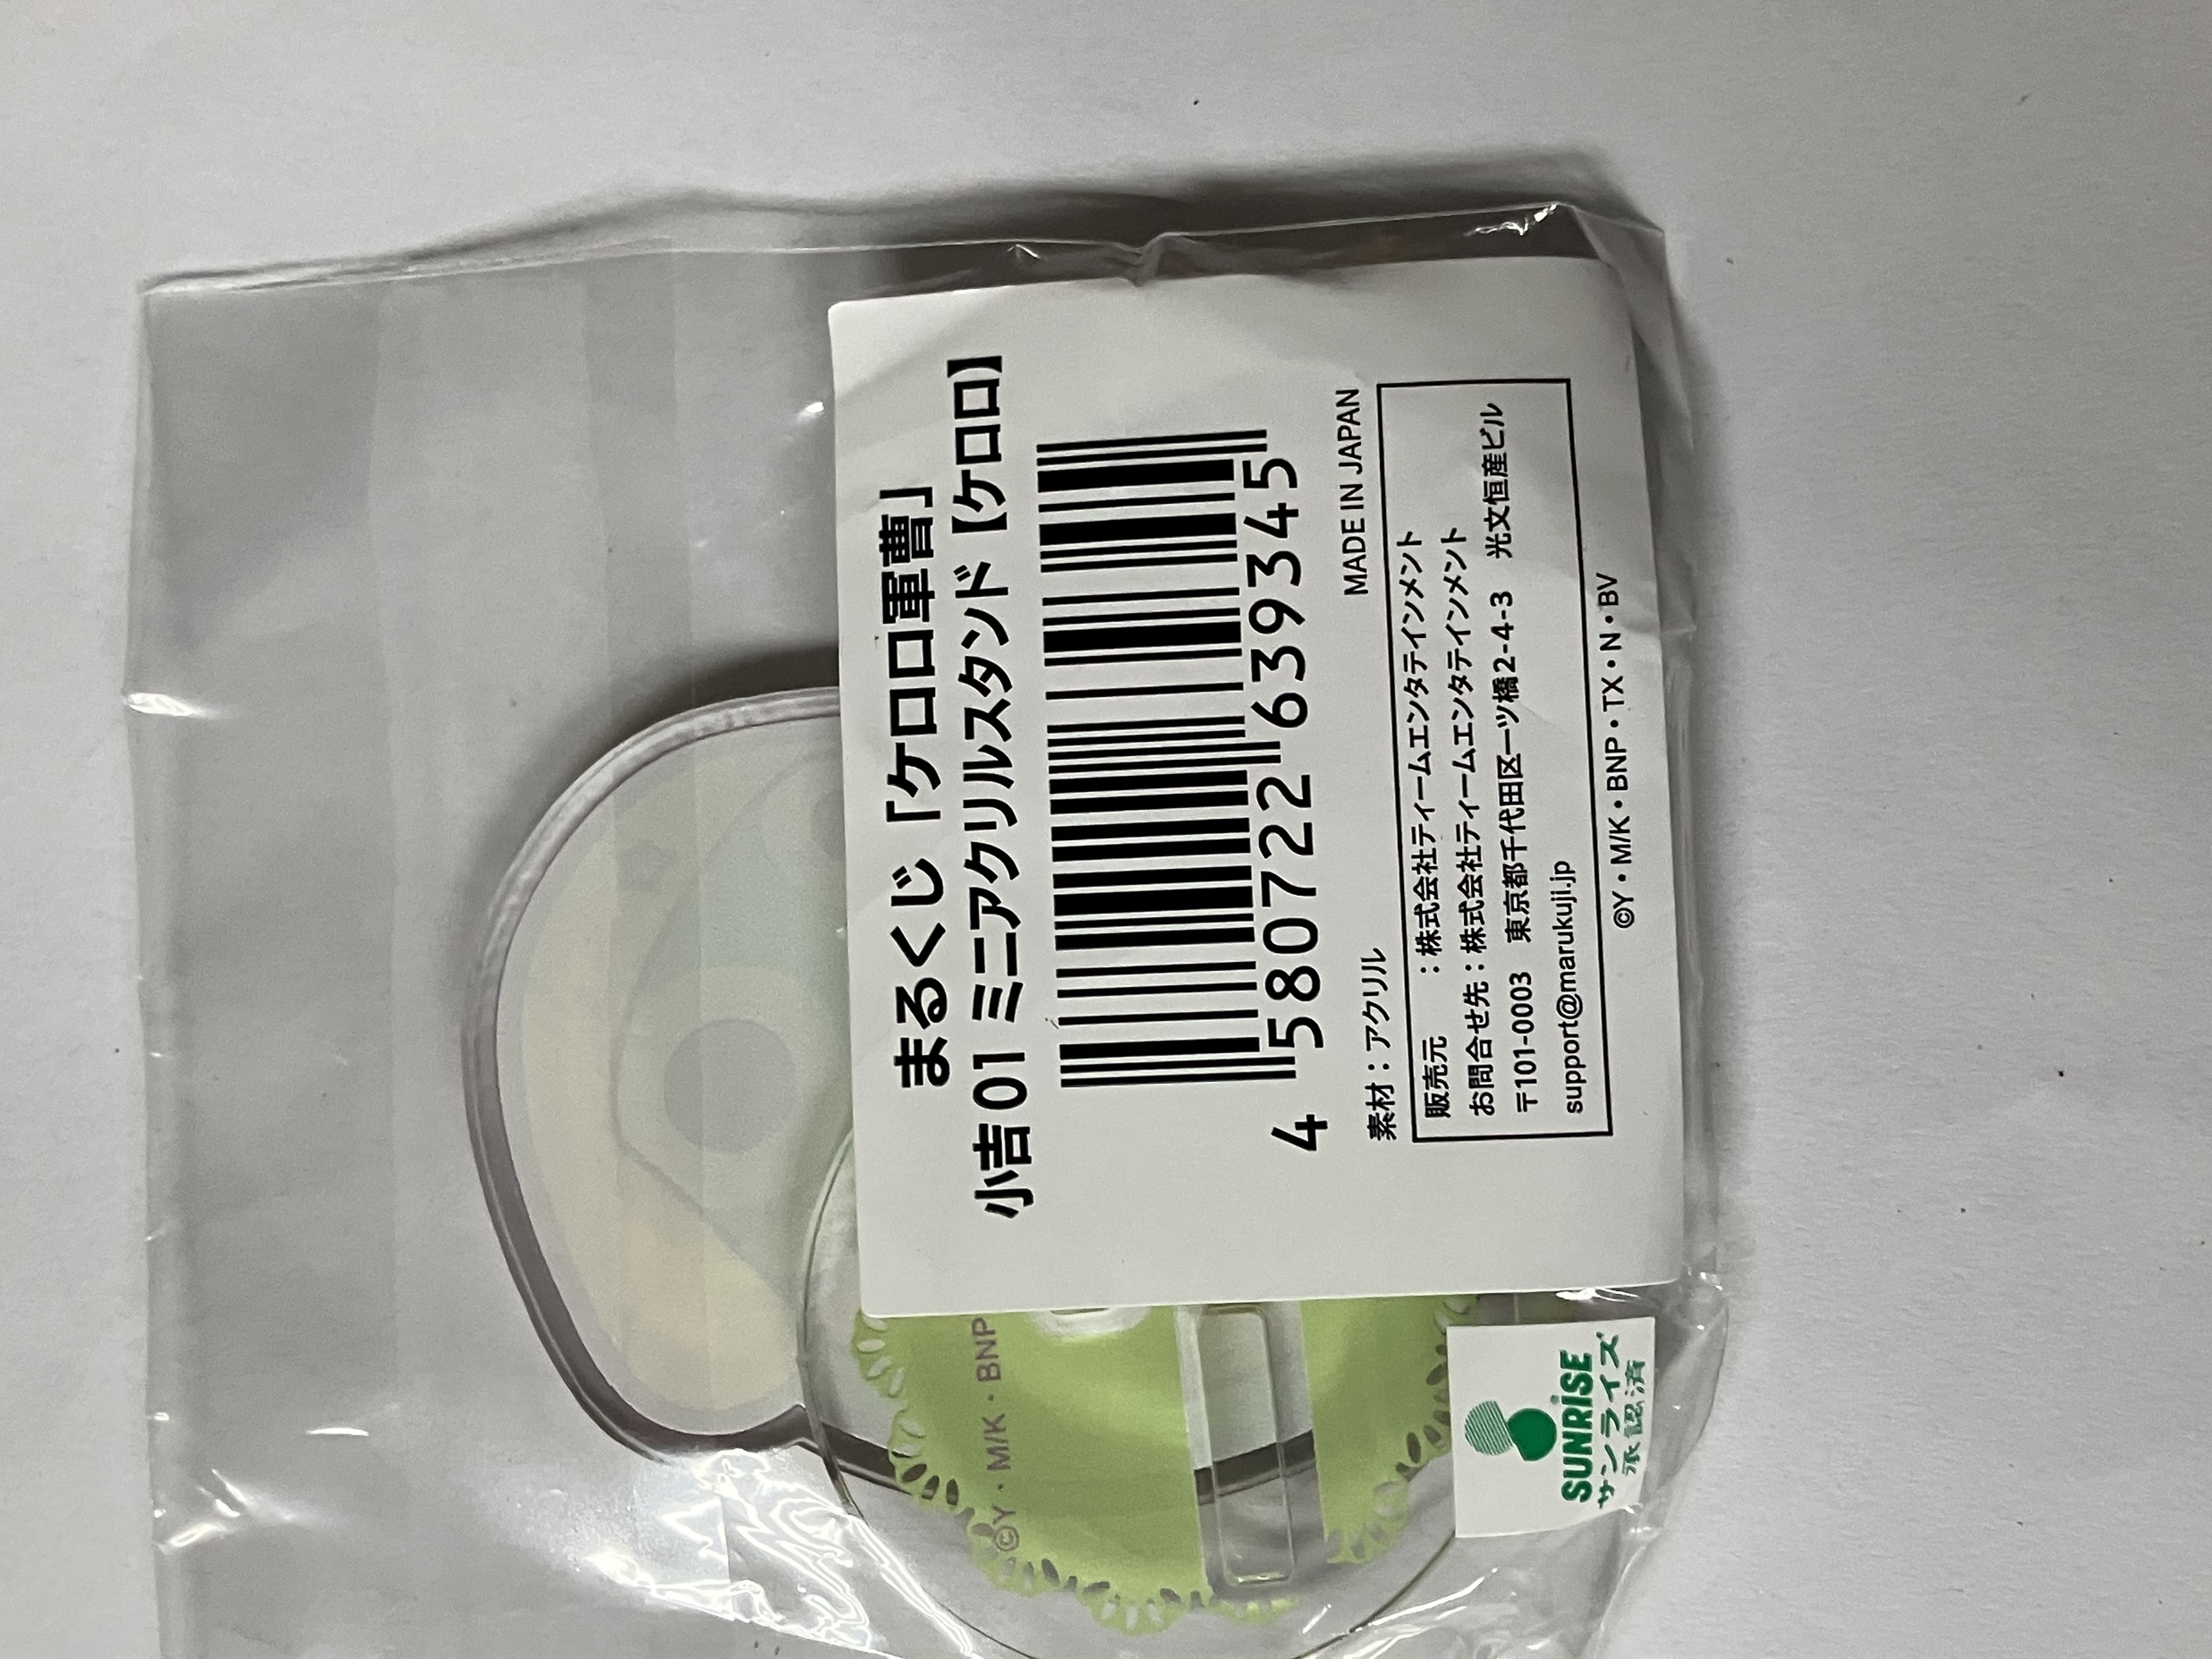 まるくじ「ケロロ軍曹」
小吉01 ミニアクリルスタンド【ケロロ】
4 580722 639345
素材：アクリル MADE IN JAPAN
販売元 ：株式会社ティームエンタテインメント
お問合せ先：株式会社ティームエンタテインメント
〒101-0003 東京都千代田区一ツ橋2-4-3 光文恒産ビル
support@marukuji.jp
©Y・M/K・BNP・TX・N・BV
©Y・M/K・BNP
SUNRISE
サンライズ
承認済